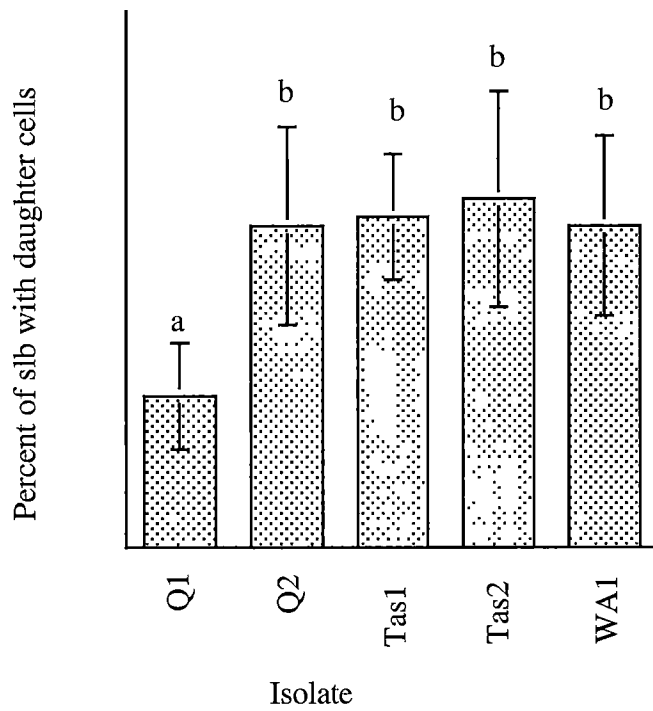 Percent of slb with daughter cells
a
b
b
b
b
Q1
Q2
Tas1
Tas2
WA1
Isolate